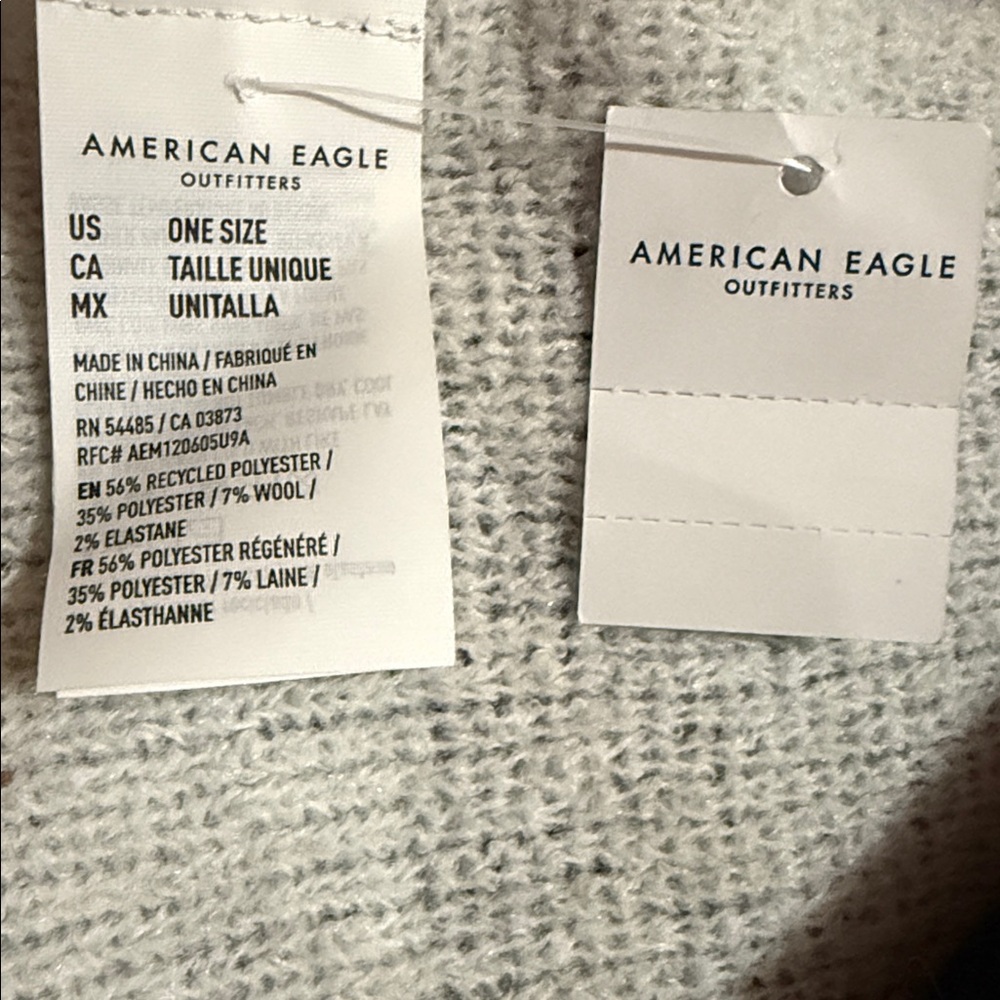 AMERICAN EAGLE
OUTFITTERS
US ONE SIZE
CA TAILLE UNIQUE
MX UNITALLA
MADE IN CHINA / FABRIQUÉ EN
CHINE / HECHO EN CHINA
RN 54485 / CA 03873
RFC# AEM120605U9A
EN 56% RECYCLED POLYESTER /
35% POLYESTER / 7% WOOL /
2% ELASTANE
FR 56% POLYESTER RÉGÉNÉRÉ /
35% POLYESTER / 7% LAINE /
2% ÉLASTHANNE
AMERICAN EAGLE
OUTFITTERS